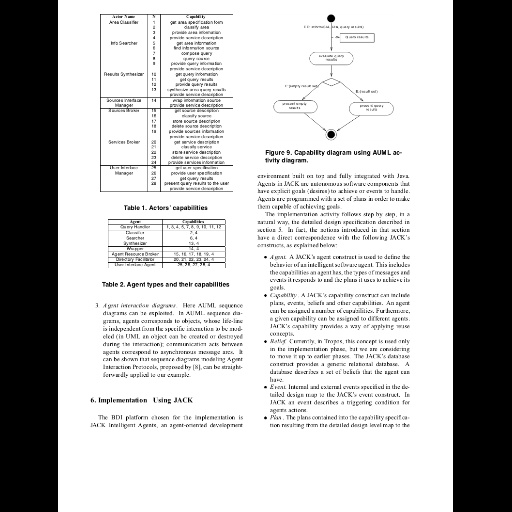 Actor Name N Capability
Area Classifier 1 get area specification form
2 classify area
3 provide area information
4 provide service description
Info Searcher 5 get area information
6 find information source
7 compose query
8 query source
9 provide query information
provide service description
Results Synthesizer 10 get query information
11 get query results
12 provide query results
13 synthesize area query results
provide service description
Sources Interface 14 wrap information source
Manager provide service description
Sources Broker 15 get source description
16 classify source
17 store source description
18 delete source description
19 provide sources information
provide service description
Services Broker 20 get service description
21 classify service
22 store service description
23 delete service description
24 provide services information
User Interface 25 get user specification
Manager 26 provide user specification
27 get query results
28 present query results to the user
provide service description
Table 1. Actors' capabilities
Agent Capabilities
Query Handler 1, 3, 4, 5, 7, 8, 9, 10, 11, 12
Classifier 2, 4
Searcher 6, 4
Synthesizer 13, 4
Wrapper 14, 4
Agent Resource Broker 15, 16, 17, 18, 19, 4
Directory Facilitator 20, 21, 22, 23, 24, 4
User Interface Agent 25, 26, 27, 28, 4
Table 2. Agent types and their capabilities
3. Agent interaction diagrams. Here AUML sequence
diagrams can be exploited. In AUML sequence dia-
grams, agents corresponds to objects, whose life-line
is independent from the specific interaction to be mod-
eled (in UML an object can be created or destroyed
during the interaction); communication acts between
agents correspond to asynchronous message arcs. It
can be shown that sequence diagrams modeling Agent
Interaction Protocols, proposed by [8], can be straight-
forwardly applied to our example.
6. Implementation Using JACK
The BDI platform chosen for the implementation is
JACK Intelligent Agents, an agent-oriented development
evaluate query
results
Figure 9. Capability diagram using AUML ac-
tivity diagram.
environment built on top and fully integrated with Java.
Agents in JACK are autonomous software components that
have explicit goals (desires) to achieve or events to handle.
Agents are programmed with a set of plans in order to make
them capable of achieving goals.
The implementation activity follows step by step, in a
natural way, the detailed design specification described in
section 5. In fact, the notions introduced in that section
have a direct correspondence with the following JACK's
constructs, as explained below:
• Agent. A JACK's agent construct is used to define the
behavior of an intelligent software agent. This includes
the capabilities an agent has, the types of messages and
events it responds to and the plans it uses to achieve its
goals.
• Capability. A JACK's capability construct can include
plans, events, beliefs and other capabilities. An agent
can be assigned a number of capabilities. Furthermore,
a given capability can be assigned to different agents.
JACK's capability provides a way of applying reuse
concepts.
• Belief. Currently, in Tropos, this concept is used only
in the implementation phase, but we are considering
to move it up to earlier phases. The JACK's database
construct provides a generic relational database. A
database describes a set of beliefs that the agent can
have.
• Event. Internal and external events specified in the de-
tailed design map to the JACK's event construct. In
JACK an event describes a triggering condition for
agents actions.
• Plan. The plans contained into the capability specifica-
tion resulting from the detailed design level map to the